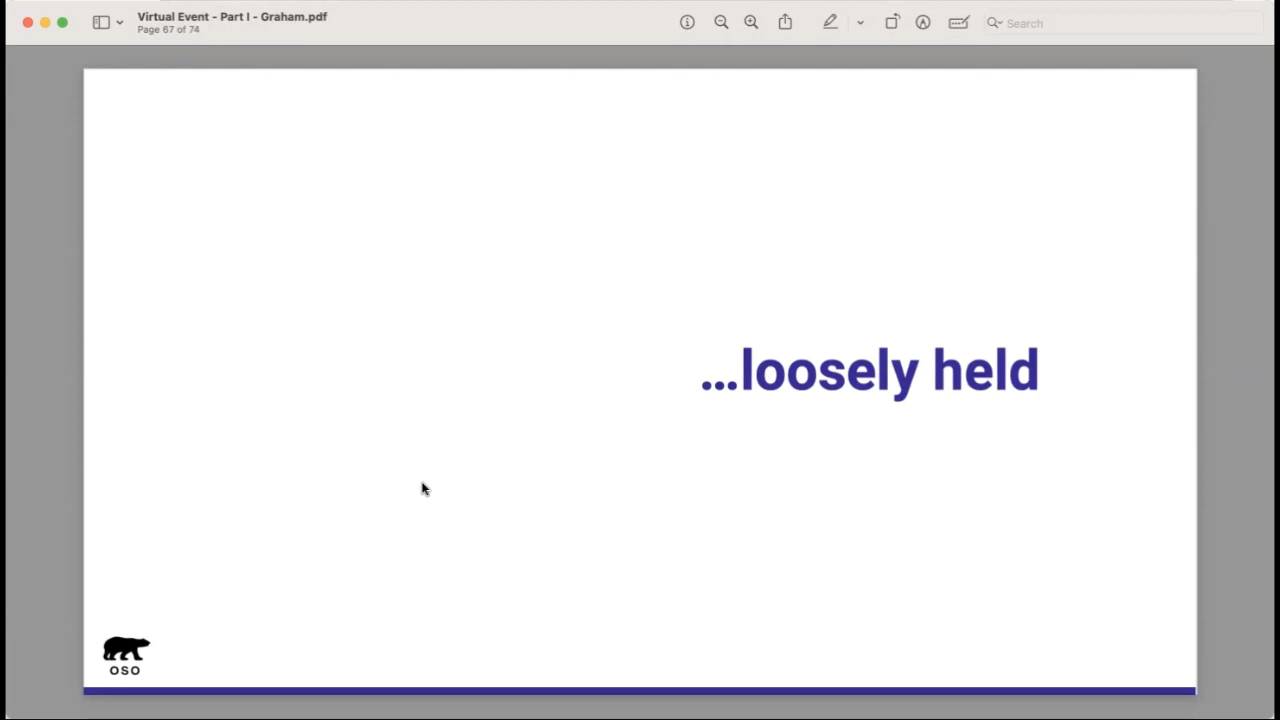 Virtual Event - Part I - Graham.pdf
Page 67 of 74
Search
...loosely held
OSO